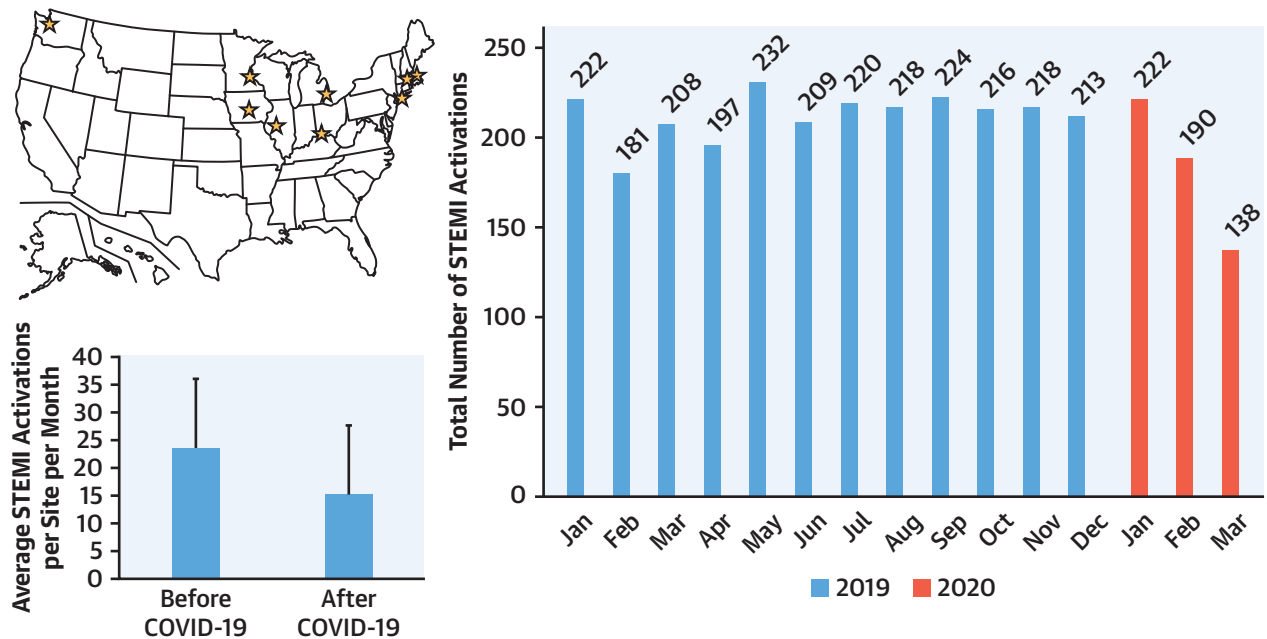 Average STEMI Activations
per Site per Month
40
35
30
25
20
15
10
5
0
Before
COVID-19
After
COVID-19
Total Number of STEMI Activations
250
200
150
100
50
0
222
181
208
197
232
209
220
218
224
216
218
213
222
190
138
Jan
Feb
Mar
Apr
May
Jun
Jul
Aug
Sep
Oct
Nov
Dec
Jan
Feb
Mar
2019
2020